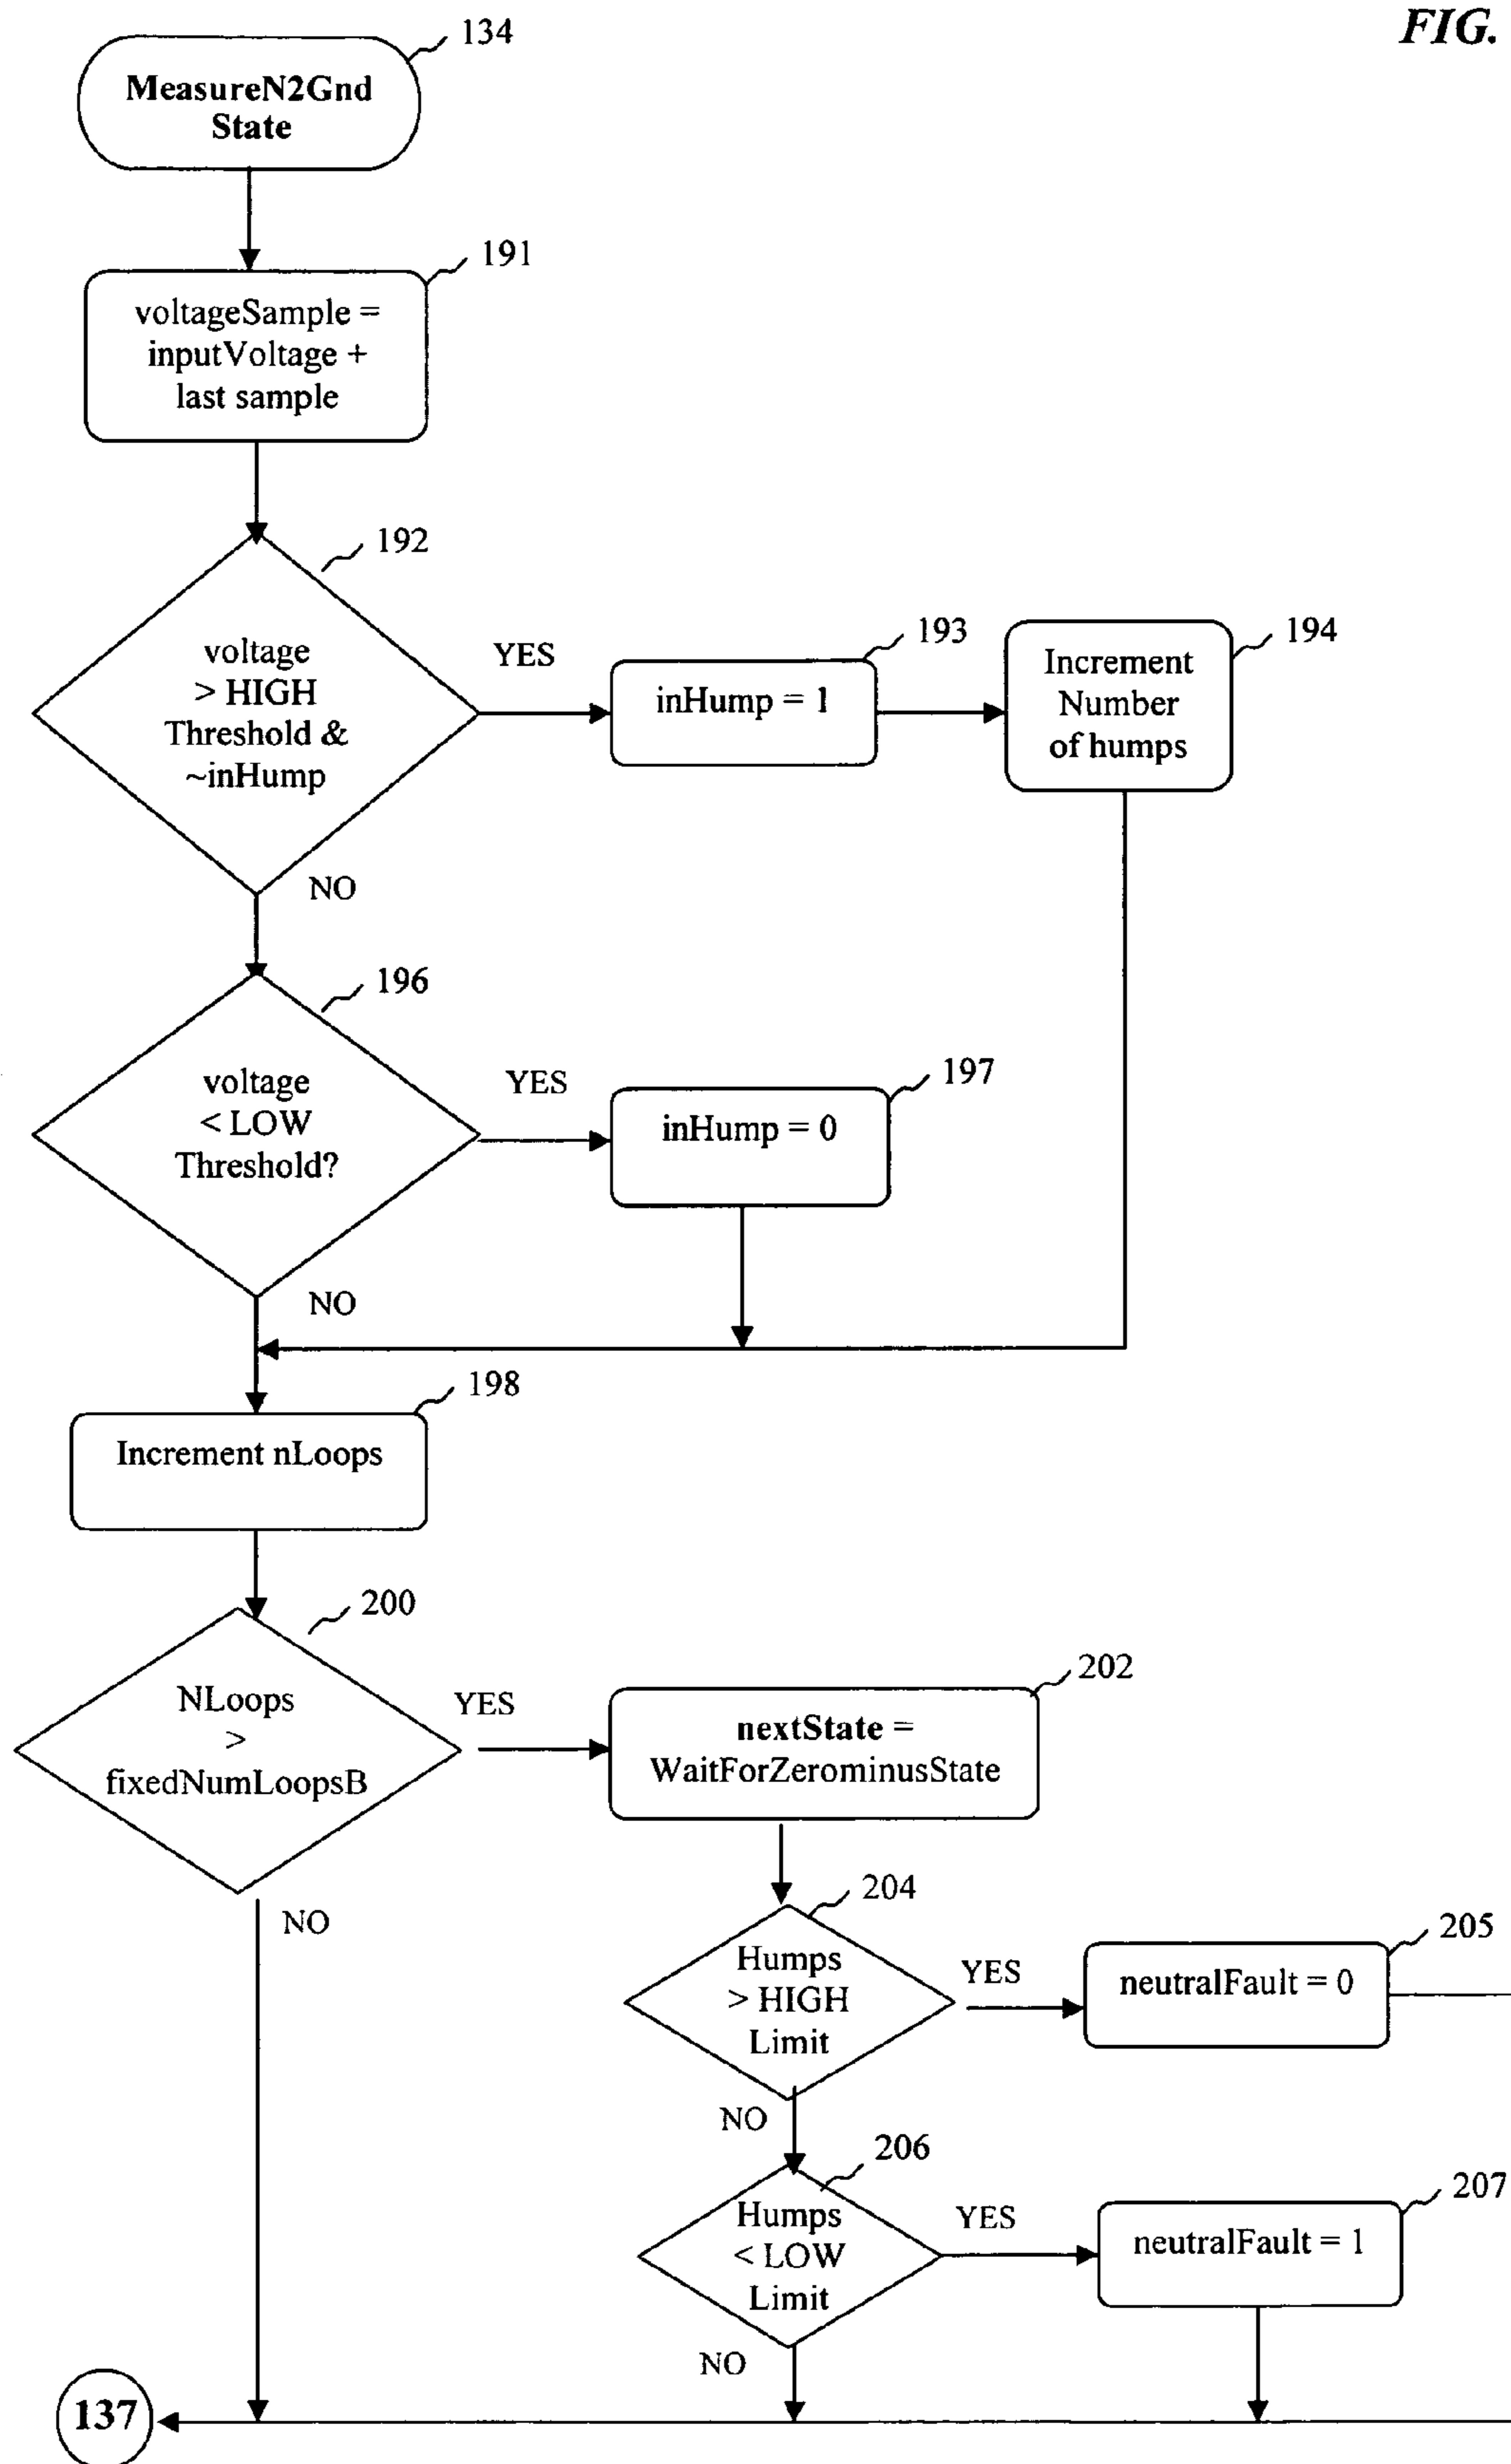 FIG.
134
MeasureN2Gnd
State
191
voltageSample =
inputVoltage +
last sample
192
voltage
> HIGH
Threshold &
~inHump
YES
193
inHump = 1
194
Increment
Number
of humps
NO
196
voltage
< LOW
Threshold?
YES
197
inHump = 0
NO
198
Increment nLoops
200
NLoops
>
fixedNumLoopsB
YES
202
nextState =
WaitForZerominusState
NO
204
Humps
> HIGH
Limit
YES
205
neutralFault = 0
NO
206
Humps
< LOW
Limit
YES
207
neutralFault = 1
NO
137